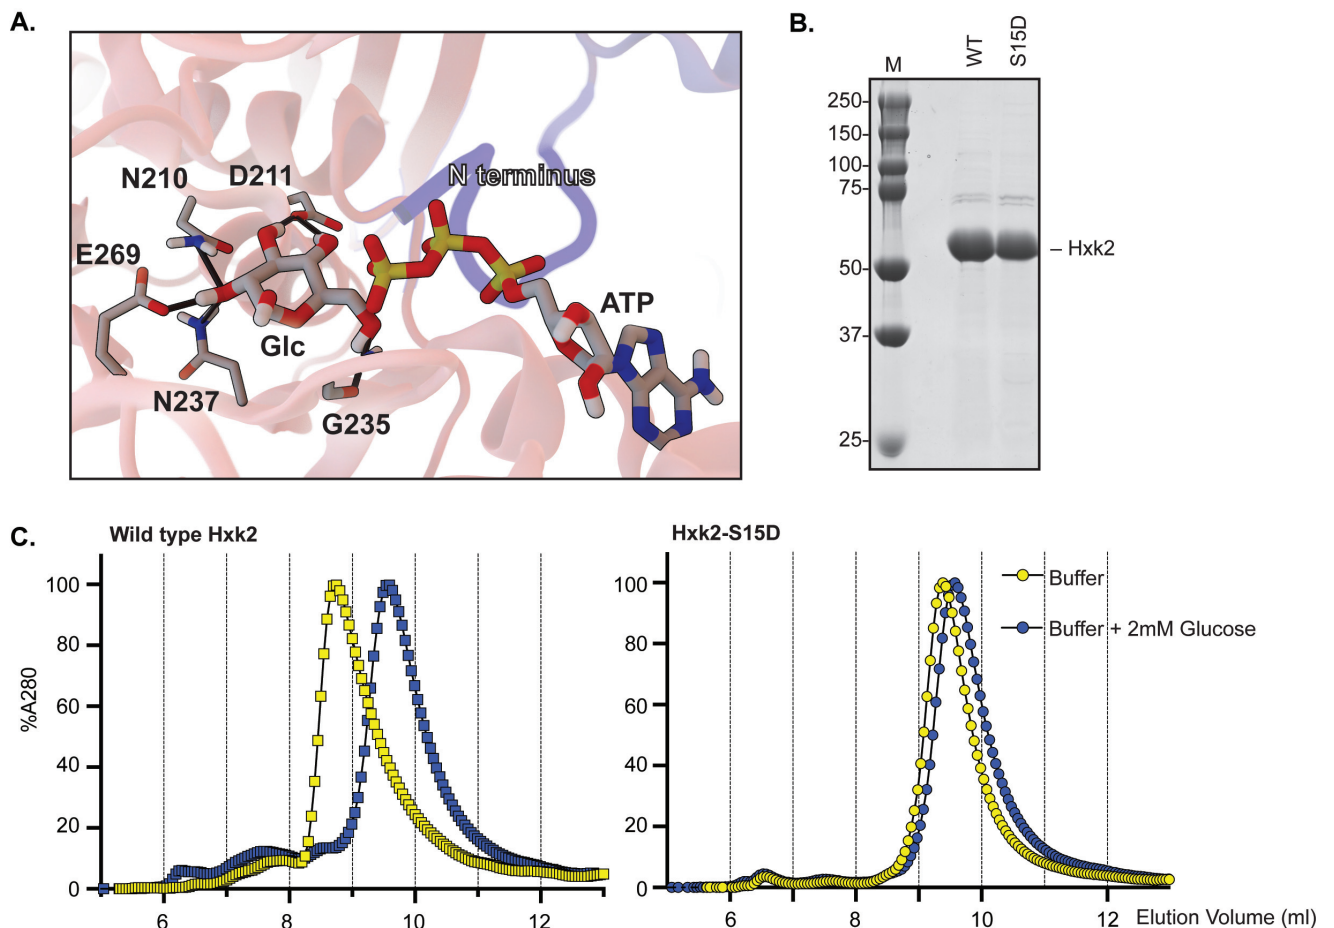 A.
N210
D211
N terminus
E269
ATP
Glc
N237
G235
B.
M
WT
S15D
250-
150-
100-
75-
50-
37-
25-
– Hxk2
C.
Wild type Hxk2
%A280
100
80
60
40
20
0
6
8
10
12
Hxk2-S15D
100
80
60
40
20
0
6
8
10
12
Buffer
Buffer + 2mM Glucose
Elution Volume (ml)